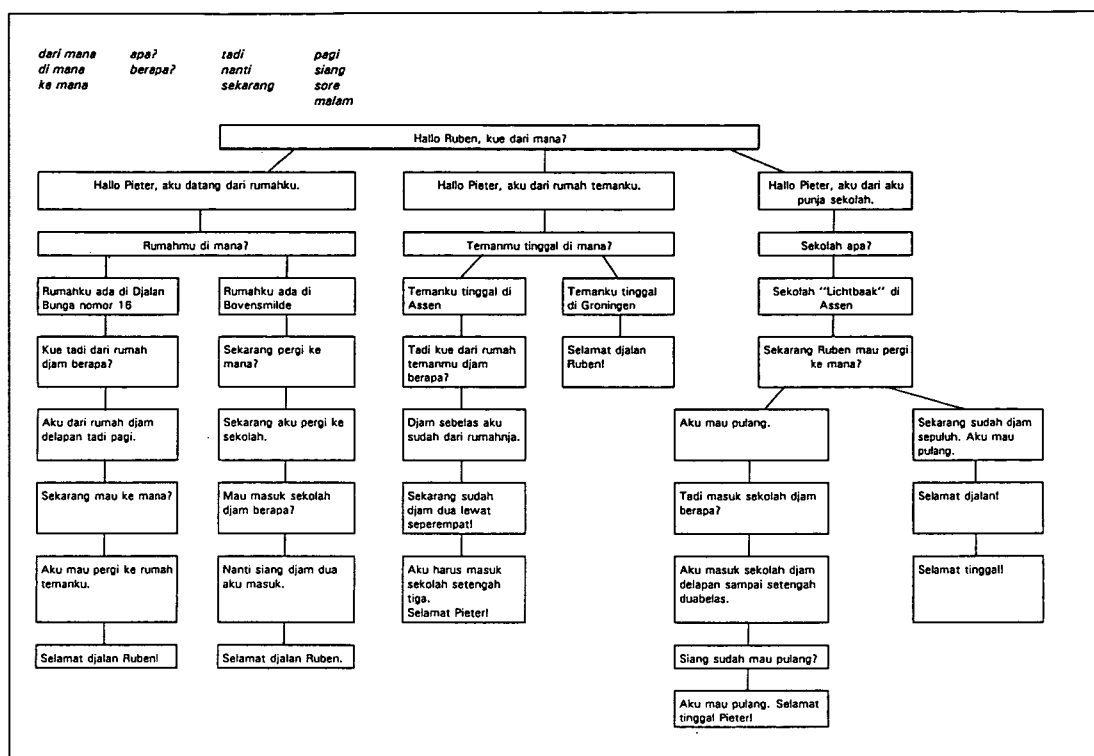 dari mana apa? tadi pagi
di mana berapa? nanti siang
ke mana sekarang sore
malam
Hallo Ruben, kue dari mana?
Hallo Pieter, aku datang dari rumahku.
Rumahmu di mana?
Rumahku ada di Djalan
Bunga nomor 16
Kue tadi dari rumah
djam berapa?
Aku dari rumah djam
delapan tadi pagi.
Sekarang mau ke mana?
Aku mau pergi ke rumah
temanku.
Selamat djalan Ruben!
Rumahku ada di
Bovensmilde
Sekarang pergi ke
mana?
Sekarang aku pergi ke
sekolah.
Mau masuk sekolah
djam berapa?
Nanti siang djam dua
aku masuk.
Selamat djalan Ruben.
Hallo Pieter, aku dari rumah temanku.
Temanmu tinggal di mana?
Temanku tinggal di
Assen
Tadi kue dari rumah
temanmu djam
berapa?
Djam sebelas aku
sudah dari rumahnja.
Sekarang sudah
djam dua lewat
seperempat!
Aku harus masuk
sekolah setengah
tiga.
Selamat Pieter!
Temanku tinggal
di Groningen
Selamat djalan
Ruben!
Hallo Pieter, aku dari aku
punja sekolah.
Sekolah apa?
Sekolah "Lichtbaak" di
Assen
Sekarang Ruben mau pergi
ke mana?
Aku mau pulang.
Tadi masuk sekolah djam
berapa?
Aku masuk sekolah djam
delapan sampai setengah
duabelas.
Siang sudah mau pulang?
Aku mau pulang. Selamat
tinggal Pieter!
Sekarang sudah djam
sepuluh. Aku mau
pulang.
Selamat djalan!
Selamat tinggal!